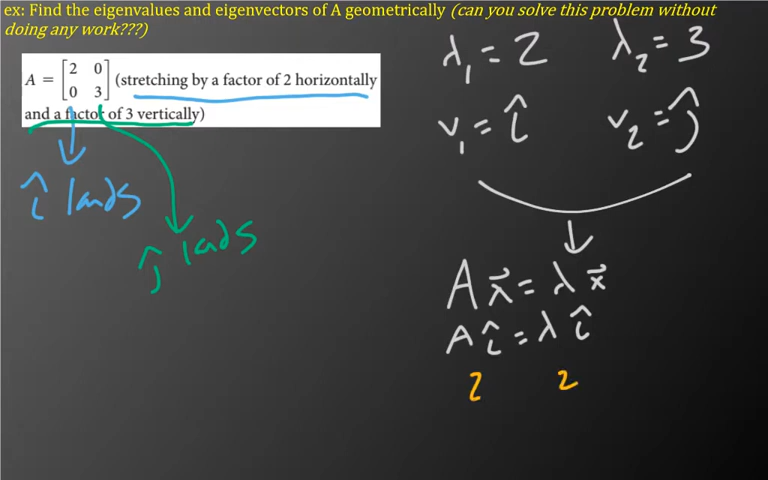 ex: Find the eigenvalues and eigenvectors of A geometrically (can you solve this problem without
doing any work???)
A = [2 0
0 3] (stretching by a factor of 2 horizontally
and a factor of 3 vertically)
î lands
ĵ lands
λ₁ = 2 λ₂ = 3
v₁ = î v₂ = ĵ
Ax⃗ = λx⃗
Aî = λî
2 2